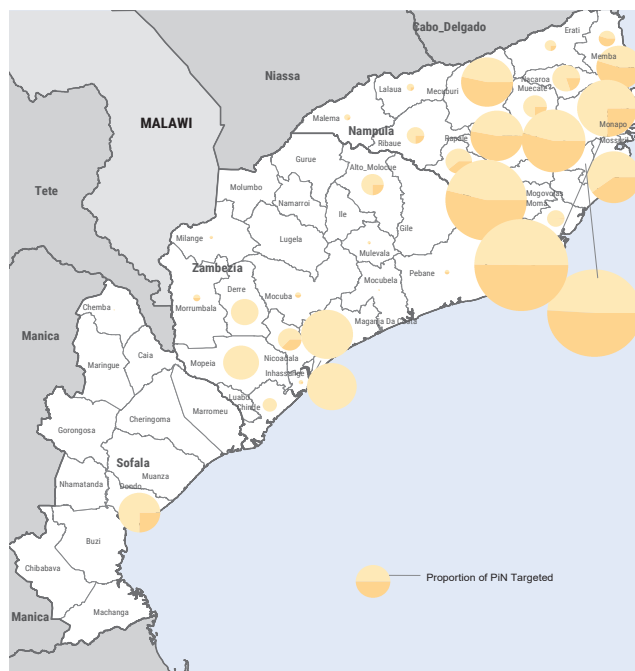 Cabo_Delgado
Erati
Memba
Niassa
Nacaroa
Lalaua
Mecuburi
Muecate
Malema
MALAWI
Nampula
Monapo
Ribaue
Rapale
Mossuril
Gurue
Alto_Molocue
Tete
Molumbo
Namarroi
Ile
Mogovolas
Moma
Lugela
Gile
Milange
Mulevala
Zambezia
Pebane
Derre
Mocuba
Mocubela
Morrumbala
Chemba
Maganja Da Costa
Manica
Caia
Nicoadala
Maringue
Mopeia
Inhassunge
Luabo
Chinde
Cheringoma
Marromeu
Gorongosa
Sofala
Muanza
Nhamatanda
Dondo
Buzi
Chibabava
Proportion of PiN Targeted
Machanga
Manica